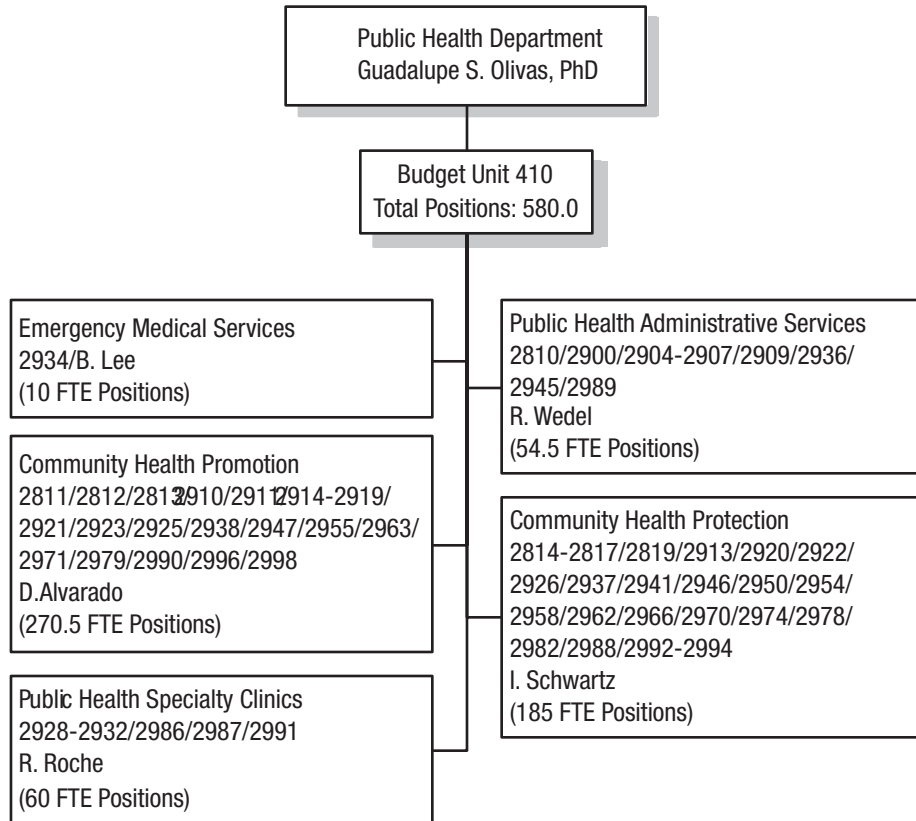 Public Health Department
Guadalupe S. Olivas, PhD
Budget Unit 410
Total Positions: 580.0
Emergency Medical Services
2934/B. Lee
(10 FTE Positions)
Public Health Administrative Services
2810/2900/2904-2907/2909/2936/
2945/2989
R. Wedel
(54.5 FTE Positions)
Community Health Promotion
2811/2812/2813/2910/2911/2914-2919/
2921/2923/2925/2938/2947/2955/2963/
2971/2979/2990/2996/2998
D.Alvarado
(270.5 FTE Positions)
Community Health Protection
2814-2817/2819/2913/2920/2922/
2926/2937/2941/2946/2950/2954/
2958/2962/2966/2970/2974/2978/
2982/2988/2992-2994
I. Schwartz
(185 FTE Positions)
Public Health Specialty Clinics
2928-2932/2986/2987/2991
R. Roche
(60 FTE Positions)